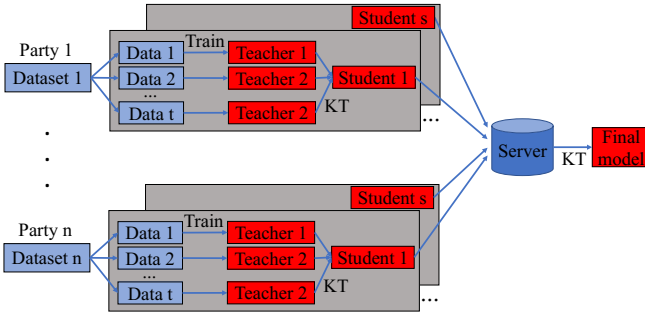 Student s
Party 1
Train
Data 1
Teacher 1
Dataset 1
Data 2
Teacher 2
Student 1
...
Data t
Teacher 2
KT
...
Server
KT
Final
model
Student s
Party n
Train
Data 1
Teacher 1
Dataset n
Data 2
Teacher 2
Student 1
...
Data t
Teacher 2
KT
...